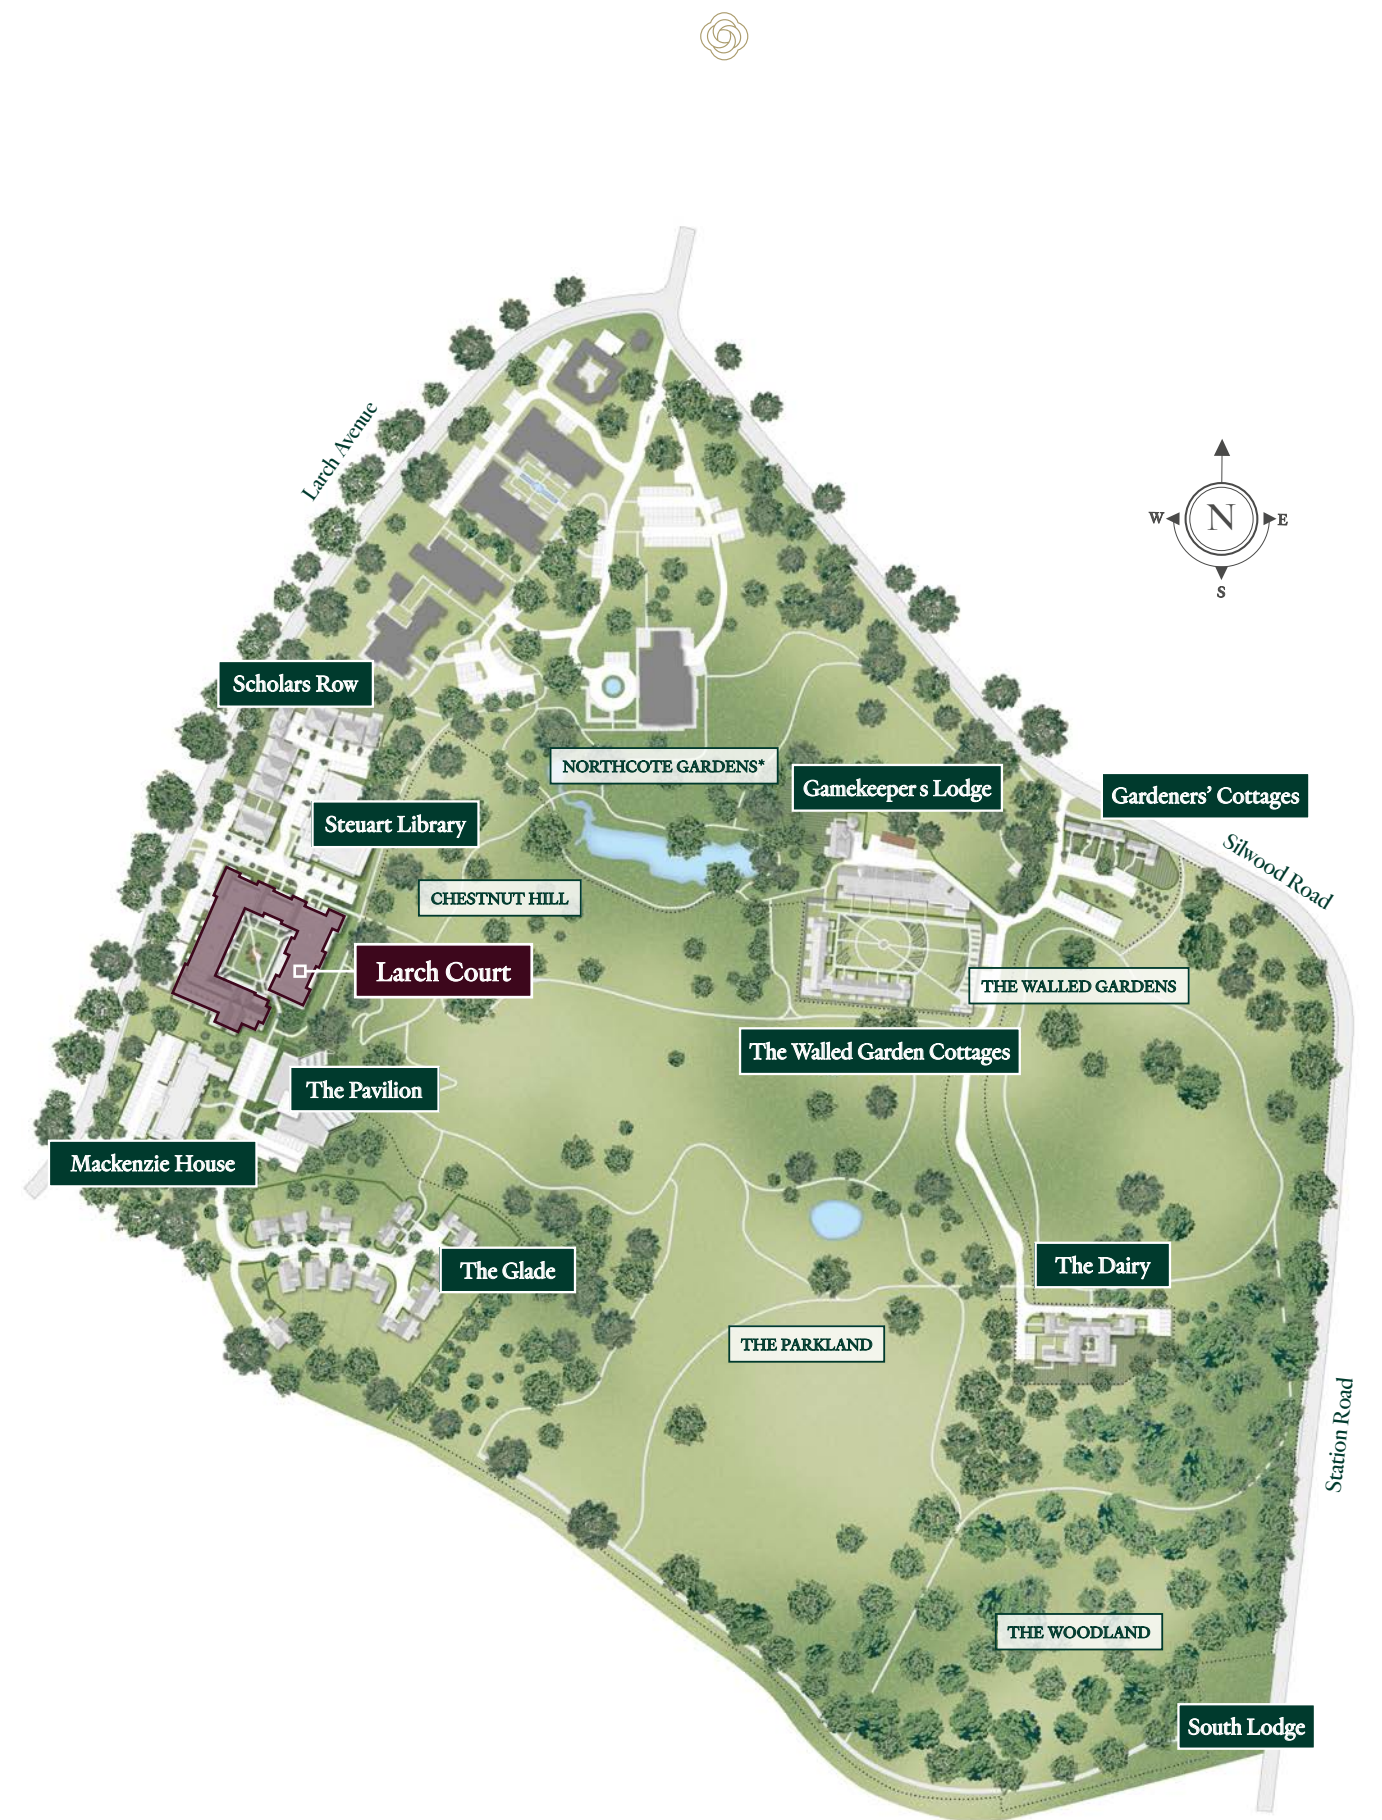 Larch Avenue
N
W
E
S
Scholars Row
NORTHCOTE GARDENS*
Gamekeeper s Lodge
Gardeners’ Cottages
Steuart Library
Silwood Road
CHESTNUT HILL
Larch Court
THE WALLED GARDENS
The Walled Garden Cottages
The Pavilion
Mackenzie House
The Glade
The Dairy
THE PARKLAND
Station Road
THE WOODLAND
South Lodge